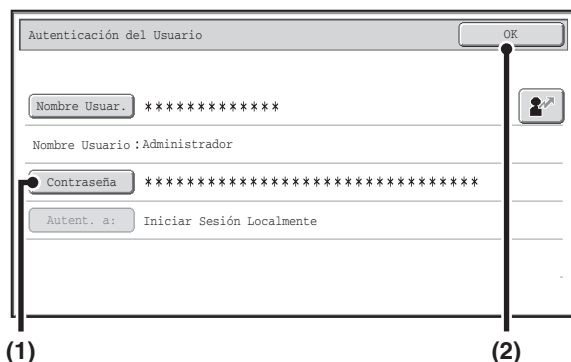 Autenticación del Usuario OK
Nombre Usuar. *************
Nombre Usuario :Administrador
Contraseña ********************************
Autent. a: Iniciar Sesión Localmente
(1) (2)